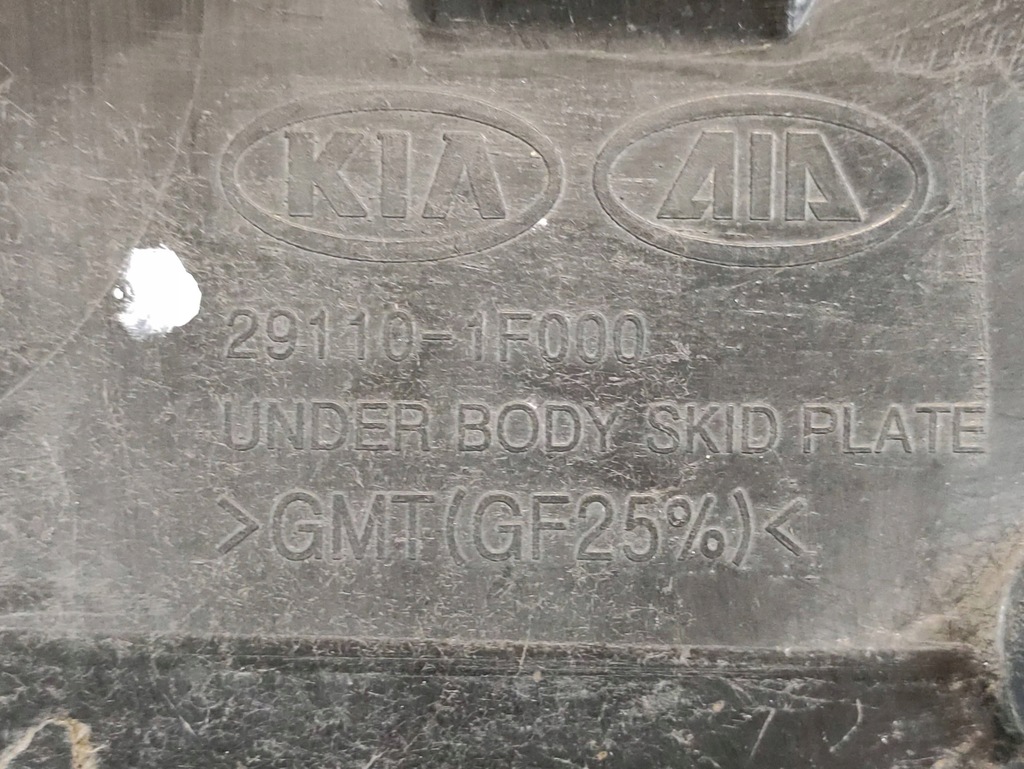 KIA
29110-1F000
UNDER BODY SKID PLATE
>GMT(GF25%)<